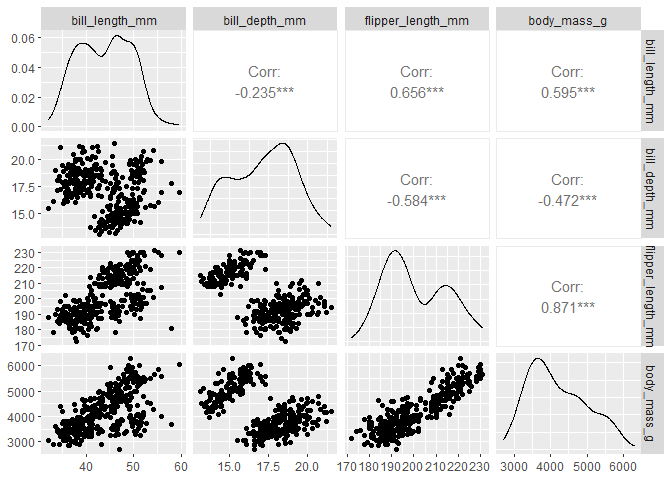 bill_length_mm bill_depth_mm flipper_length_mm body_mass_g
0.06
0.04
0.02
0.00
Corr:
-0.235***
Corr:
0.656***
Corr:
0.595***
bill_length_mm
20.0
17.5
15.0
Corr:
-0.584***
Corr:
-0.472***
bill_depth_mm
230
220
210
200
190
180
170
Corr:
0.871***
flipper_length_mm
6000
5000
4000
3000
body_mass_g
40 50 60 15.0 17.5 20.0 170 180 190 200 210 220 230 3000 4000 5000 6000